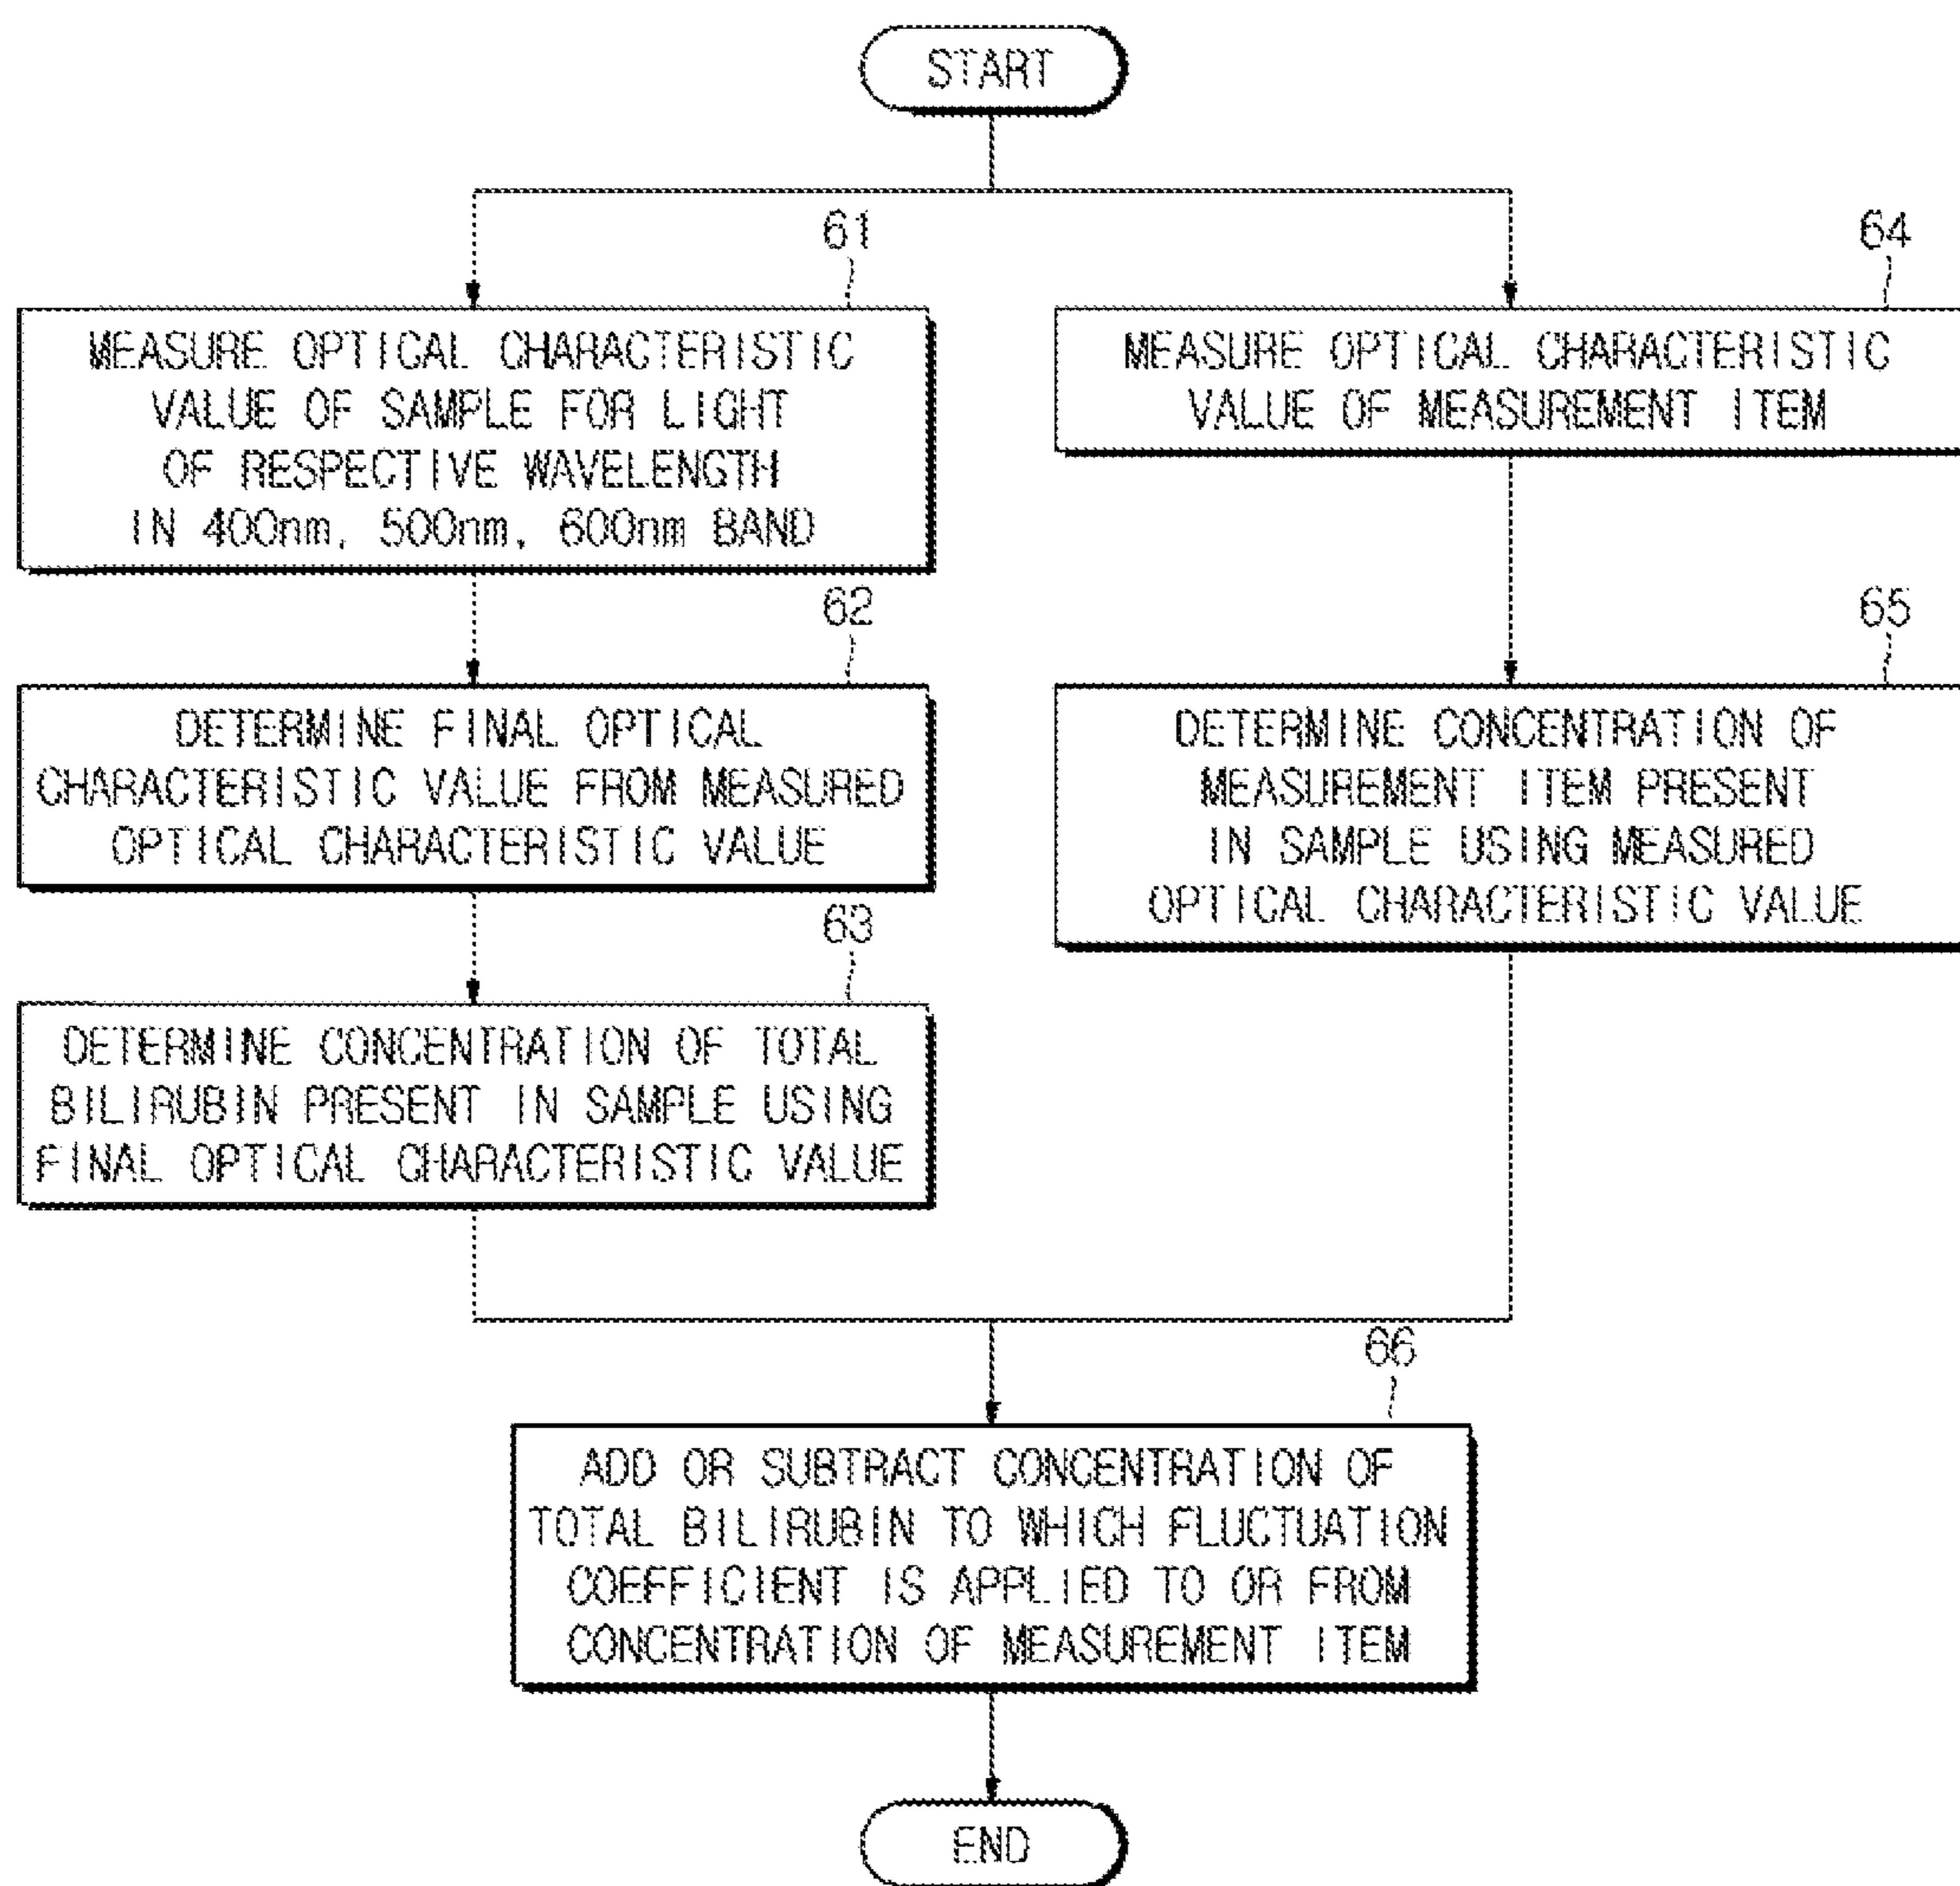 START
61
MEASURE OPTICAL CHARACTERISTIC
VALUE OF SAMPLE FOR LIGHT
OF RESPECTIVE WAVELENGTH
IN 400nm, 500nm, 600nm BAND
62
DETERMINE FINAL OPTICAL
CHARACTERISTIC VALUE FROM MEASURED
OPTICAL CHARACTERISTIC VALUE
63
DETERMINE CONCENTRATION OF TOTAL
BILIRUBIN PRESENT IN SAMPLE USING
FINAL OPTICAL CHARACTERISTIC VALUE
64
MEASURE OPTICAL CHARACTERISTIC
VALUE OF MEASUREMENT ITEM
65
DETERMINE CONCENTRATION OF
MEASUREMENT ITEM PRESENT
IN SAMPLE USING MEASURED
OPTICAL CHARACTERISTIC VALUE
66
ADD OR SUBTRACT CONCENTRATION OF
TOTAL BILIRUBIN TO WHICH FLUCTUATION
COEFFICIENT IS APPLIED TO OR FROM
CONCENTRATION OF MEASUREMENT ITEM
END